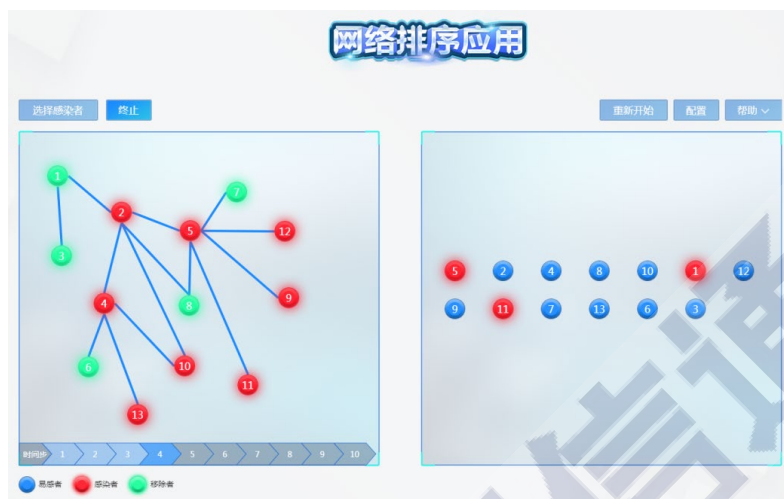 网络排序应用
选择感染者 终止 重新开始 配置 帮助
1 7
2 5 12
3
4 8 9
6 10 11
13
5 2 4 8 10 1 12
9 11 7 13 6 3
时间步 1 2 3 4 5 6 7 8 9 10
易感者 感染者 移除者
信通